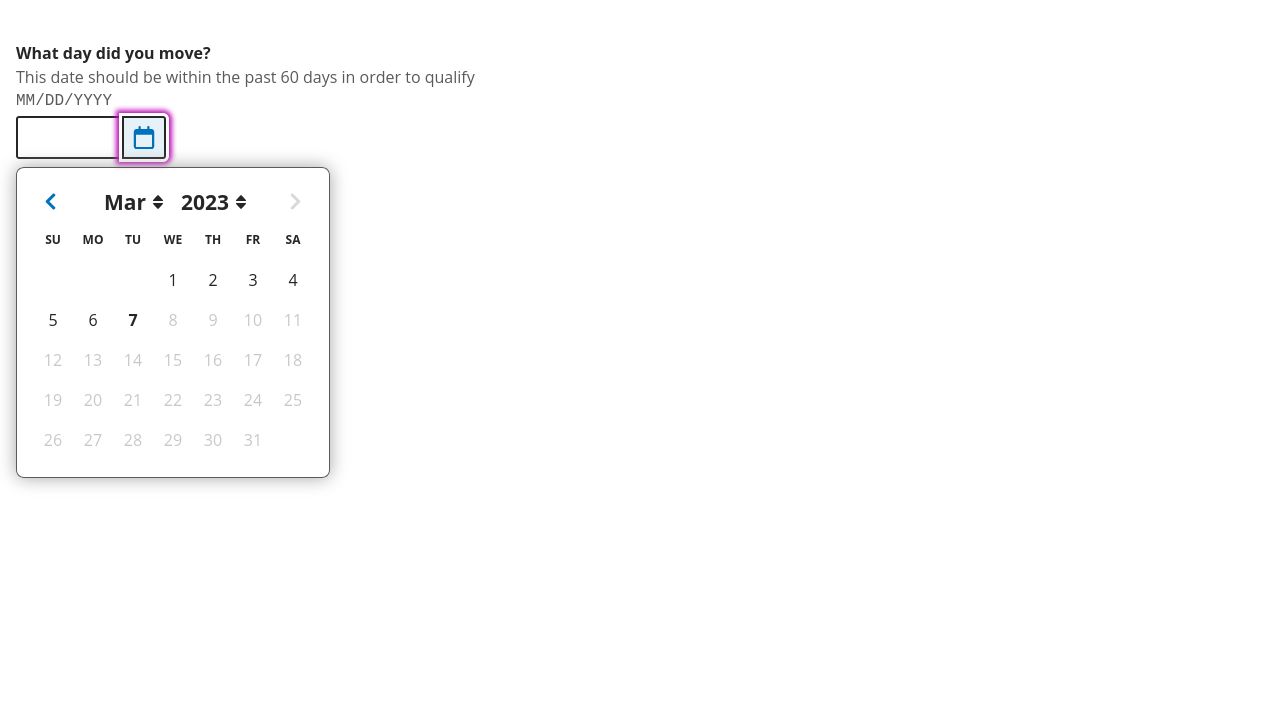 What day did you move?
This date should be within the past 60 days in order to qualify
MM/DD/YYYY
Mar 2023
SU MO TU WE TH FR SA
1 2 3 4
5 6 7 8 9 10 11
12 13 14 15 16 17 18
19 20 21 22 23 24 25
26 27 28 29 30 31